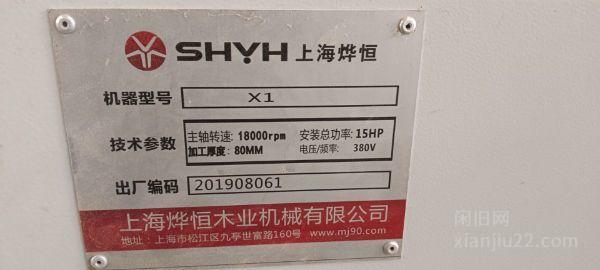 SHYH 上海烨恒
机器型号 X1
技术参数 主轴转速: 18000rpm 安装总功率: 15HP
加工厚度: 80MM 电压/频率: 380V
出厂编码 201908061
上海烨恒木业机械有限公司
地址: 上海市松江区九亭世富路160号 www.mj90.com
闲旧网
xianjiu22.com